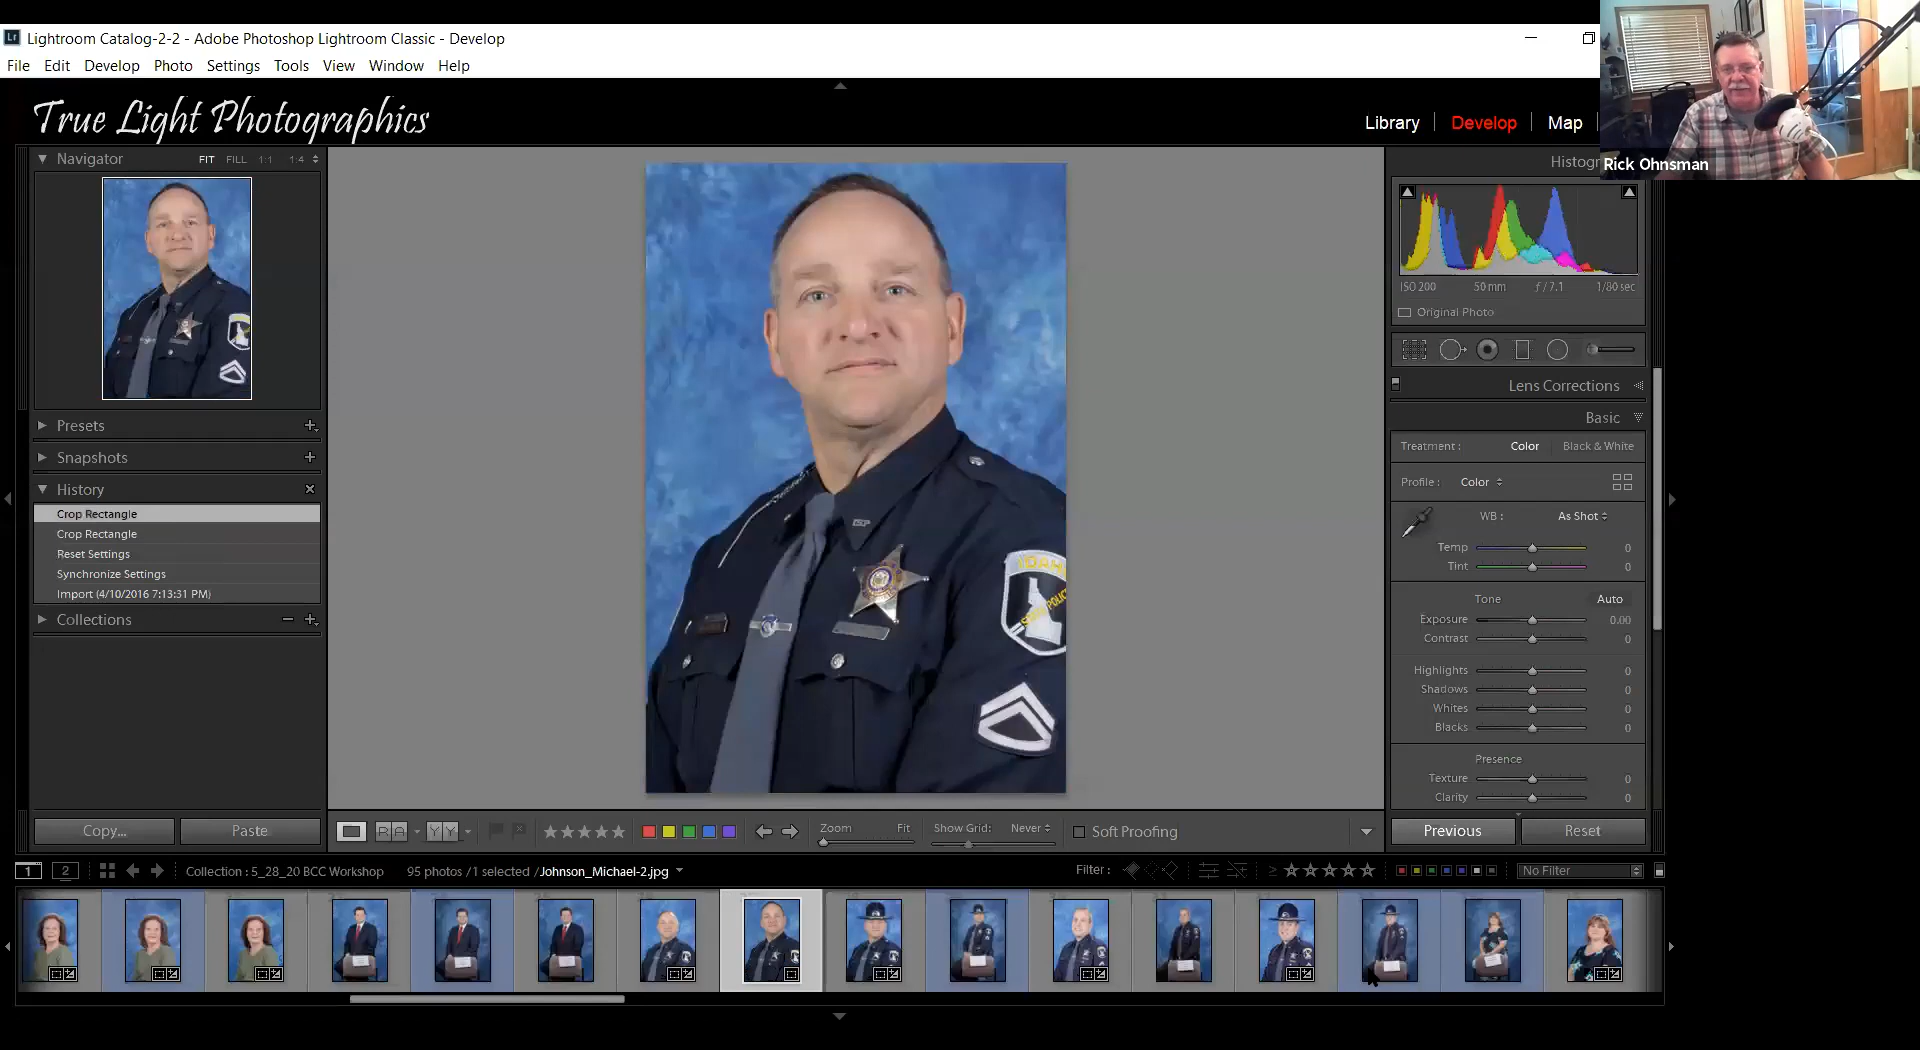 Lightroom Catalog-2-2 - Adobe Photoshop Lightroom Classic - Develop
File Edit Develop Photo Settings Tools View Window Help
True Light Photographics
Library Develop Map
Rick Ohnsman
Navigator FIT FILL 1:1 1:4
Histogr
ISO 200 50 mm ƒ / 7.1 1/80 sec
Original Photo
Lens Corrections
Basic
Treatment : Color Black & White
Profile : Color
WB : As Shot
Temp 0
Tint 0
Tone Auto
Exposure 0.00
Contrast 0
Highlights 0
Shadows 0
Whites 0
Blacks 0
Presence
Texture 0
Clarity 0
Previous Reset
Presets
Snapshots
History
Crop Rectangle
Crop Rectangle
Reset Settings
Synchronize Settings
Import (4/10/2016 7:13:31 PM)
Collections
ISP
IDAH
STATE POLIC
Copy... Paste
R A Y Y
Zoom Fit Show Grid: Never Soft Proofing
1 2 Collection : 5_28_20 BCC Workshop 95 photos / 1 selected / Johnson_Michael-2.jpg Filter : ≥ No Filter